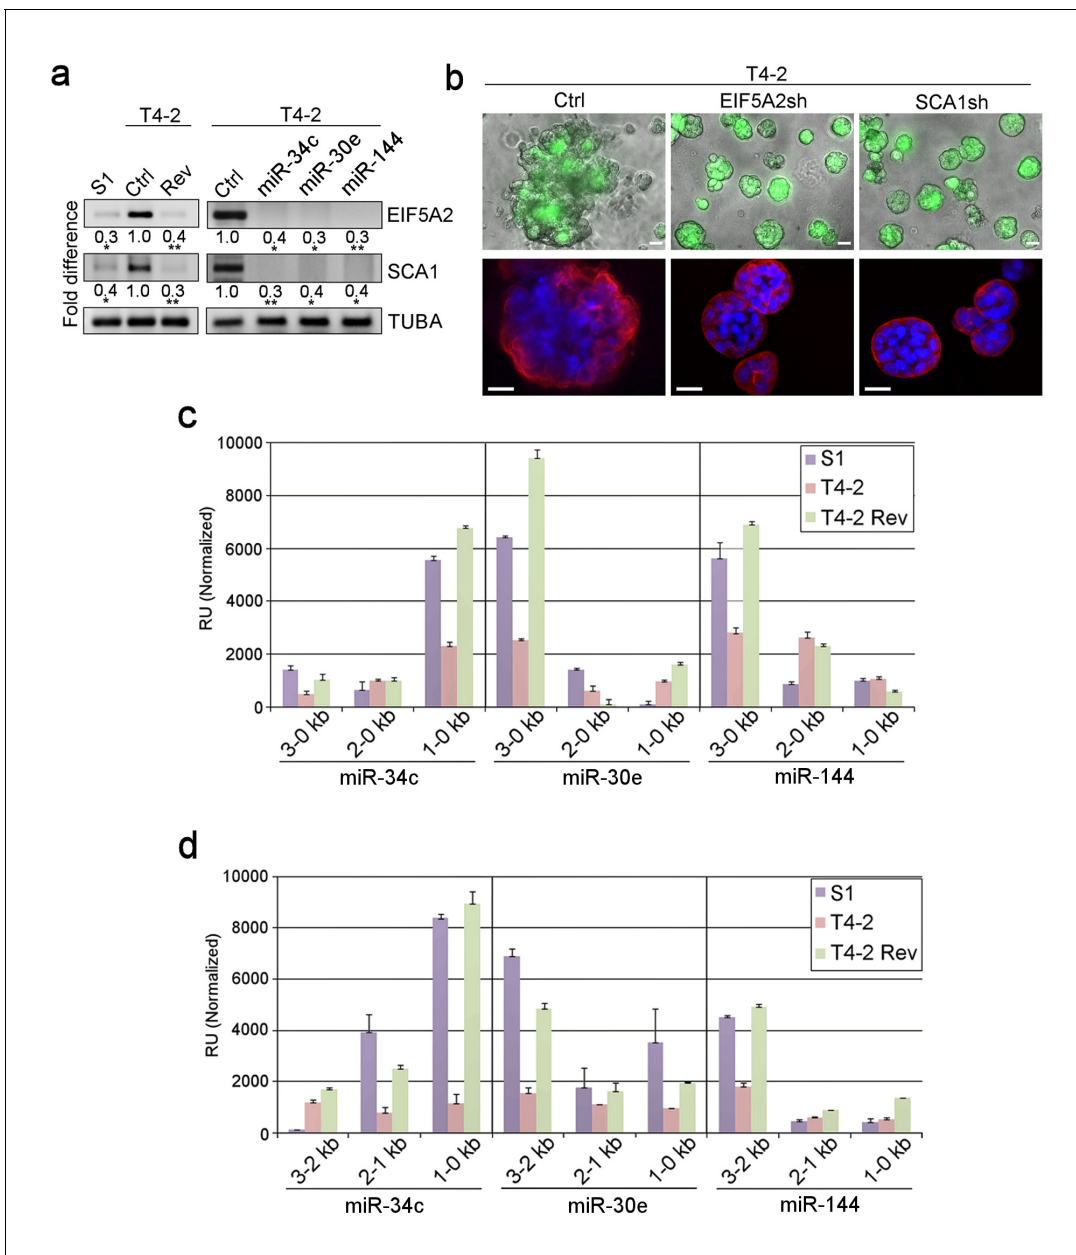 a
T4-2
T4-2
S1
Ctrl
Rev
Ctrl
miR-34c
miR-30e
miR-144
Fold difference
EIF5A2
0.3 1.0 0.4 1.0 0.4 0.3 0.3
* ** * * **
SCA1
0.4 1.0 0.3 1.0 0.3 0.4 0.4
* ** ** * *
TUBA
b
T4-2
Ctrl EIF5A2sh SCA1sh
c
RU (Normalized)
10000
8000
6000
4000
2000
0
S1
T4-2
T4-2 Rev
3-0 kb 2-0 kb 1-0 kb 3-0 kb 2-0 kb 1-0 kb 3-0 kb 2-0 kb 1-0 kb
miR-34c miR-30e miR-144
d
RU (Normalized)
10000
8000
6000
4000
2000
0
S1
T4-2
T4-2 Rev
3-2 kb 2-1 kb 1-0 kb 3-2 kb 2-1 kb 1-0 kb 3-2 kb 2-1 kb 1-0 kb
miR-34c miR-30e miR-144